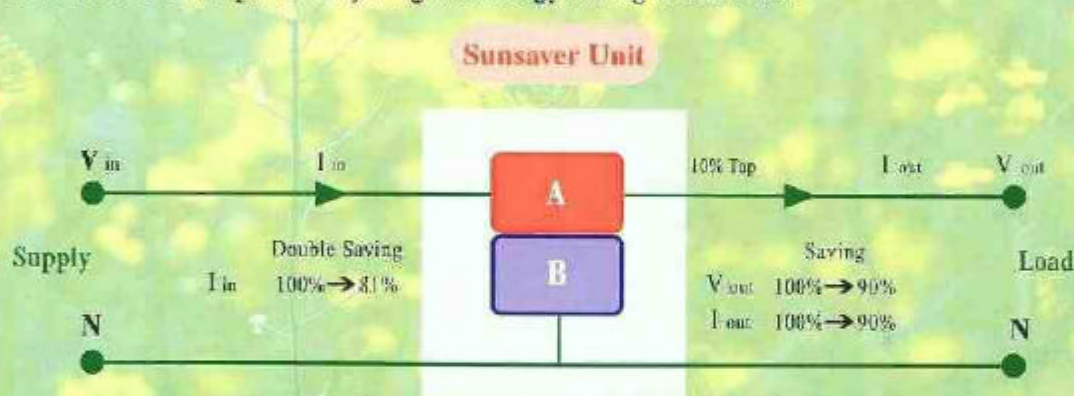 Sunsaver Unit
V in
I in
A
10% Tap
I out
V out
Supply
Double Saving
I in 100%→81%
B
Saving
V out 100%→90%
I out 100%→90%
Load
N
N